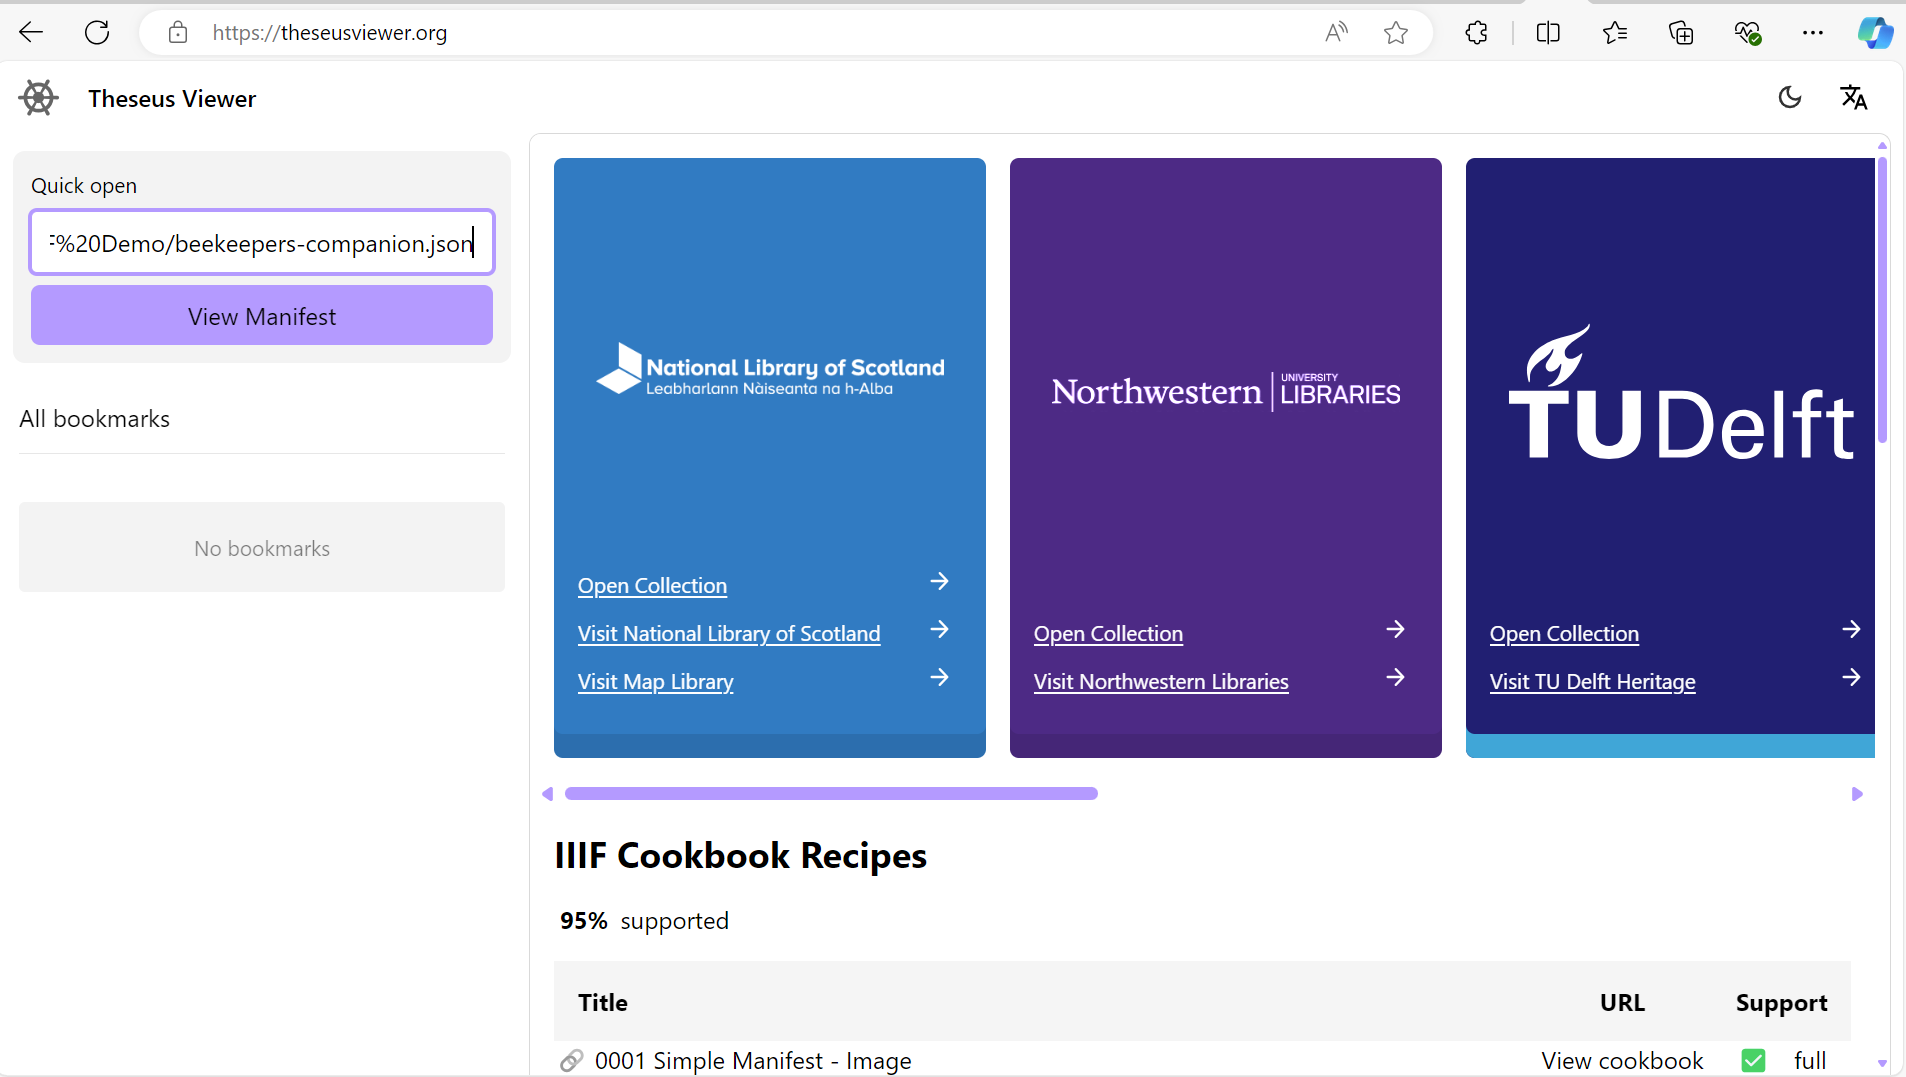 https://theseusviewer.org
Theseus Viewer
Quick open
%20Demo/beekeepers-companion.json
View Manifest
All bookmarks
No bookmarks
National Library of Scotland
Leabharlann Nàiseanta na h-Alba
Open Collection
Visit National Library of Scotland
Visit Map Library
Northwestern UNIVERSITY LIBRARIES
Open Collection
Visit Northwestern Libraries
TUDelft
Open Collection
Visit TU Delft Heritage
IIIF Cookbook Recipes
95% supported
Title URL Support
0001 Simple Manifest - Image View cookbook full